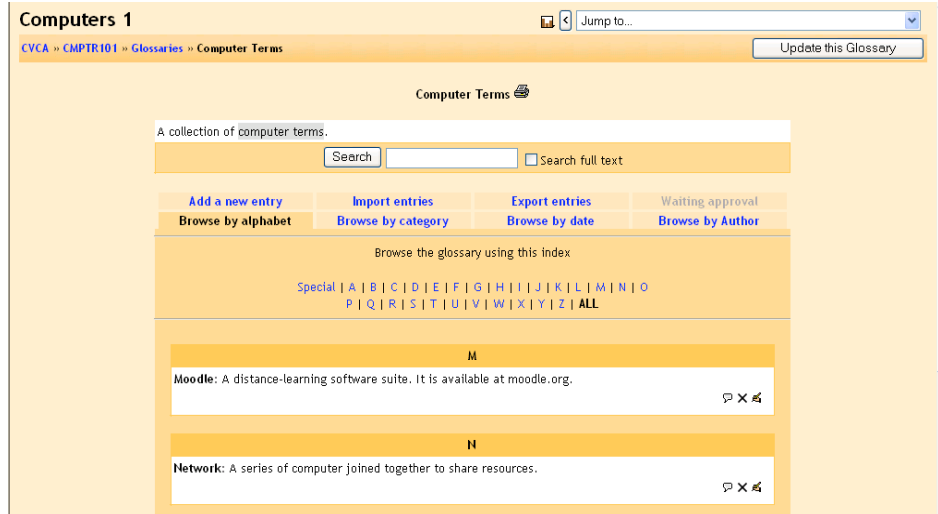 Computers 1
Jump to...
CVCA » CMPTR101 » Glossaries » Computer Terms
Update this Glossary
Computer Terms
A collection of computer terms.
Search
Search full text
Add a new entry Import entries Export entries Waiting approval
Browse by alphabet Browse by category Browse by date Browse by Author
Browse the glossary using this index
Special | A | B | C | D | E | F | G | H | I | J | K | L | M | N | O
P | Q | R | S | T | U | V | W | X | Y | Z | ALL
M
Moodle: A distance-learning software suite. It is available at moodle.org.
N
Network: A series of computer joined together to share resources.